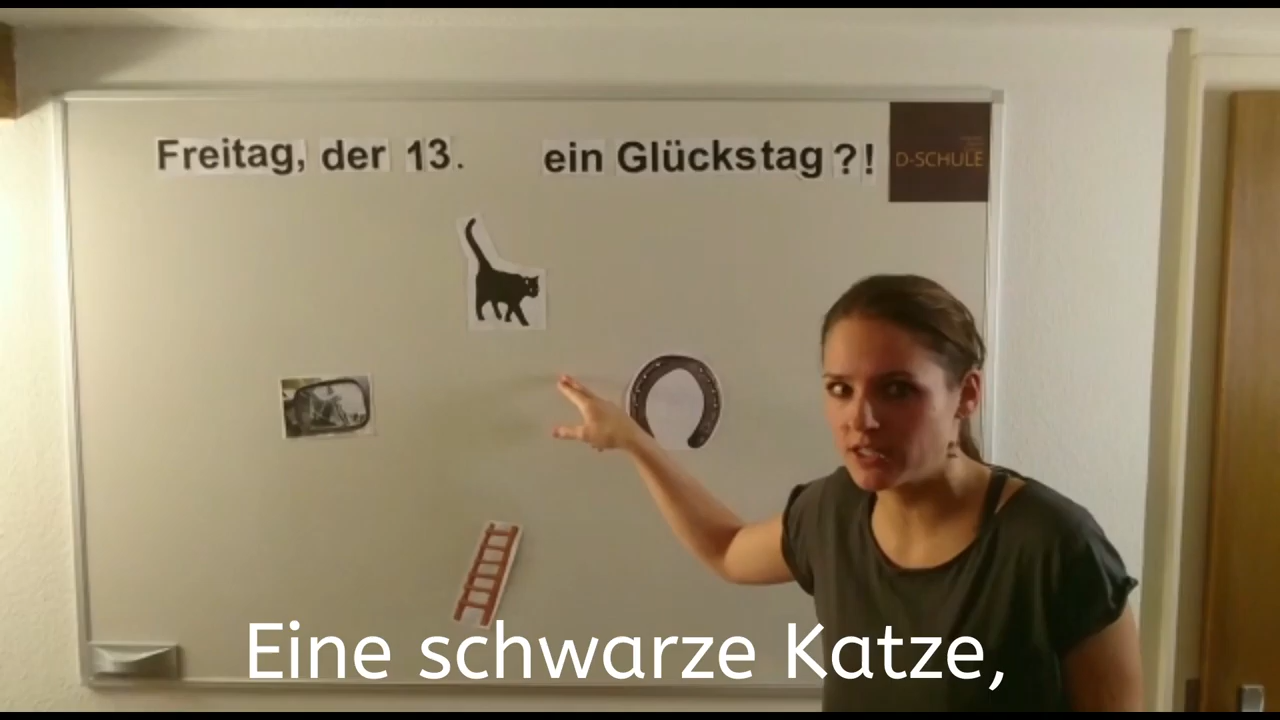 Freitag, der 13. ein Glückstag?!
D-SCHULE
Eine schwarze Katze,